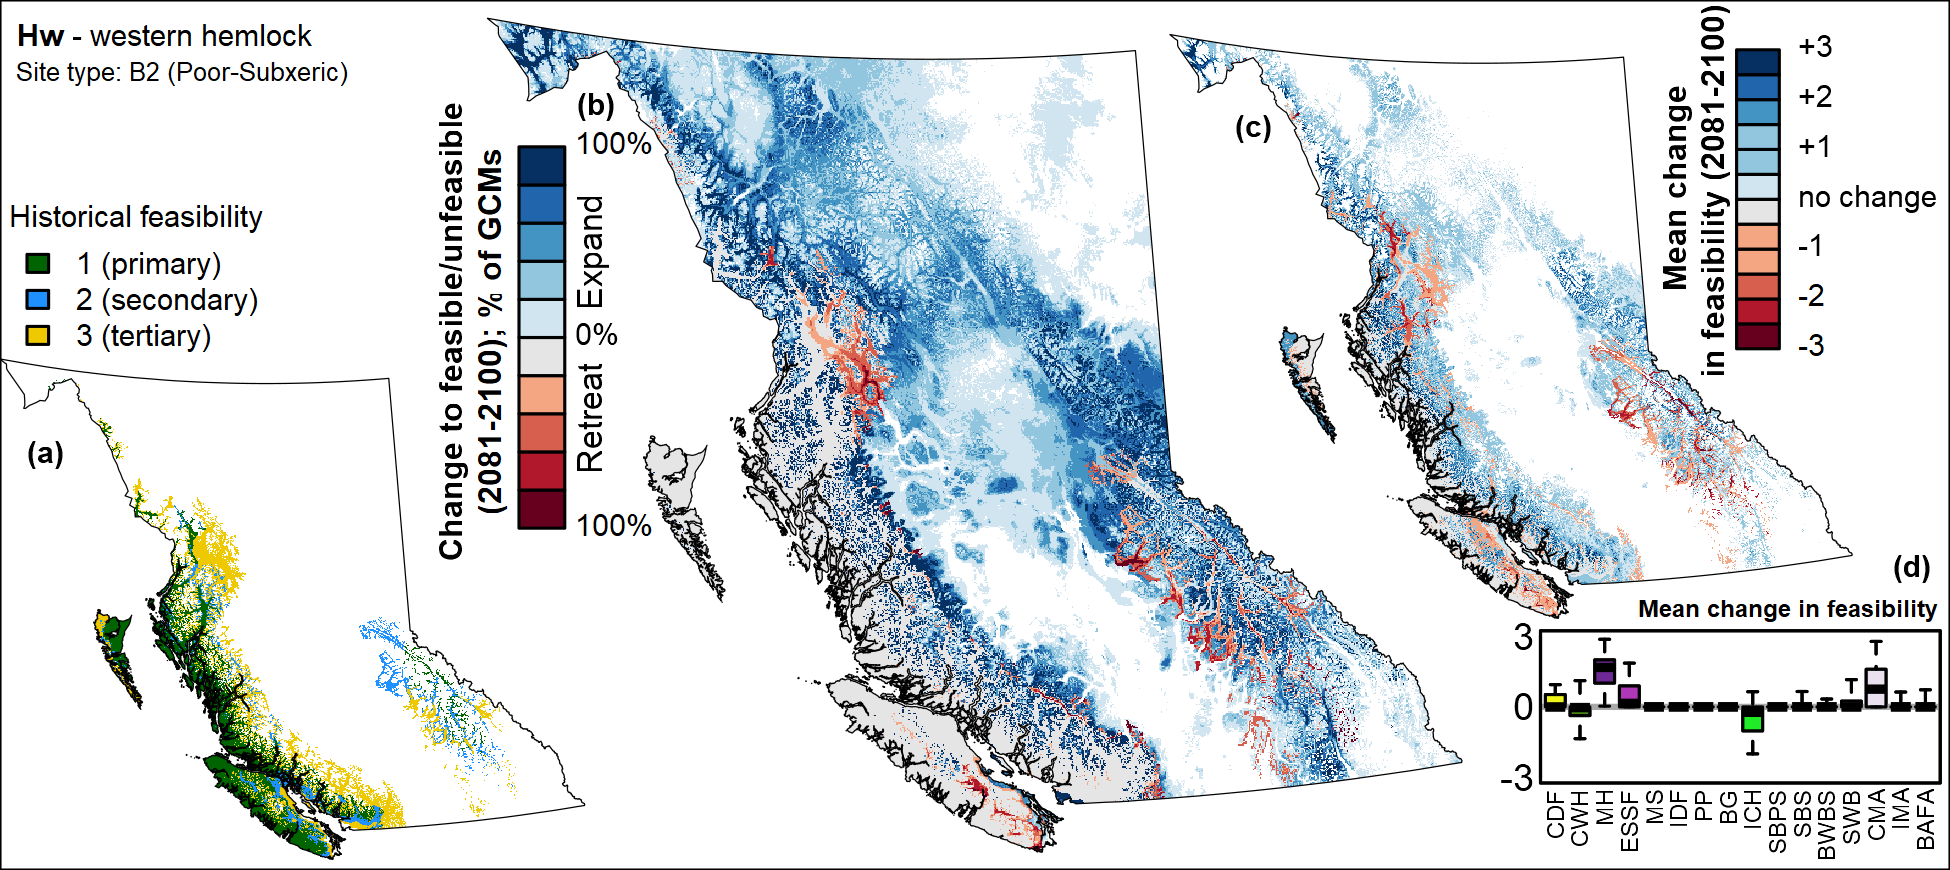 Hw - western hemlock
Site type: B2 (Poor-Subxeric)
Historical feasibility
1 (primary)
2 (secondary)
3 (tertiary)
(a)
(b)
Change to feasible/unfeasible
(2081-2100); % of GCMs
100%
Expand
0%
Retreat
100%
(c)
Mean change
in feasibility (2081-2100)
+3
+2
+1
no change
-1
-2
-3
(d)
Mean change in feasibility
3
0
-3
CDF
CWH
MH
ESSF
MS
IDF
PP
BG
ICH
SBPS
SBS
BWBS
SWB
CMA
IMA
BAFA